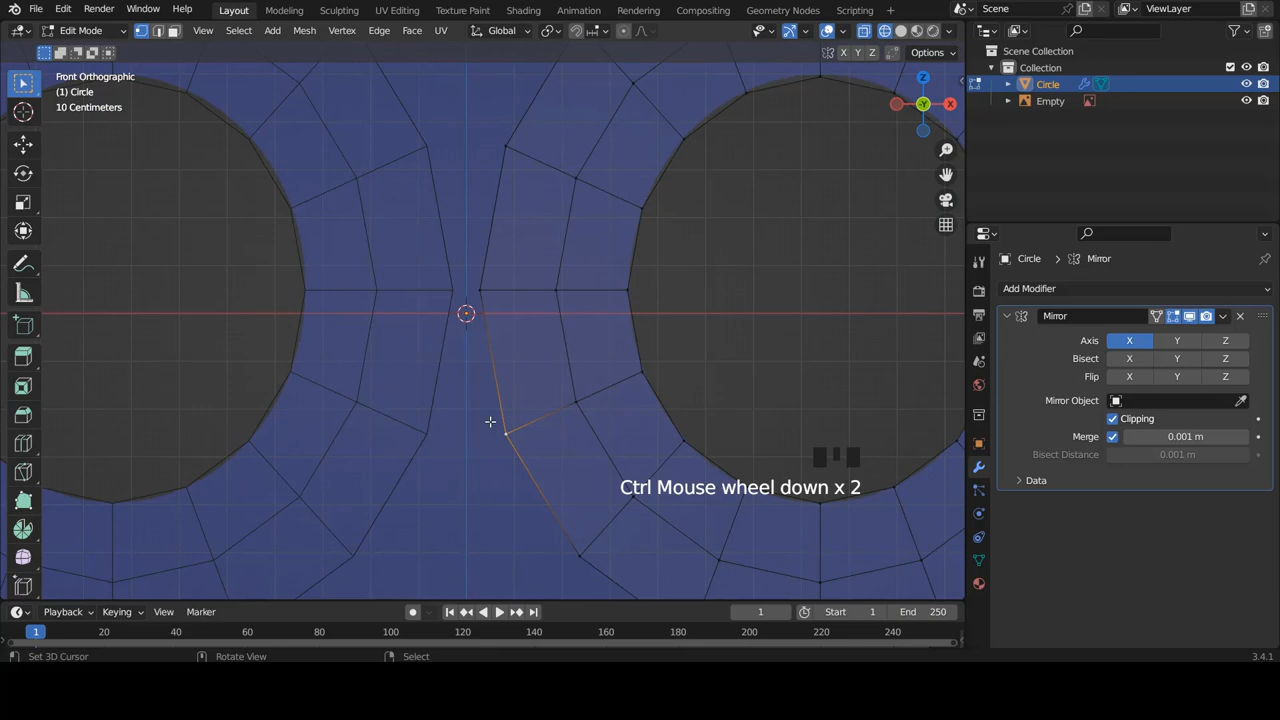 File Edit Render Window Help Layout Modeling Sculpting UV Editing Texture Paint Shading Animation Rendering Compositing Geometry Nodes Scripting Scene ViewLayer
Edit Mode View Select Add Mesh Vertex Edge Face UV Global
X Y Z Options
Front Orthographic
(1) Circle
10 Centimeters
Z
Y
X
Ctrl Mouse wheel down x 2
Scene Collection
Collection
Circle
Empty
Circle > Mirror
Add Modifier
Mirror
Axis X Y Z
Bisect X Y Z
Flip X Y Z
Mirror Object
Clipping
Merge 0.001 m
Bisect Distance 0.001 m
Data
Playback Keying View Marker 1 Start 1 End 250
1 20 40 60 80 100 120 140 160 180 200 220 240
Set 3D Cursor Rotate View Select 3.4.1